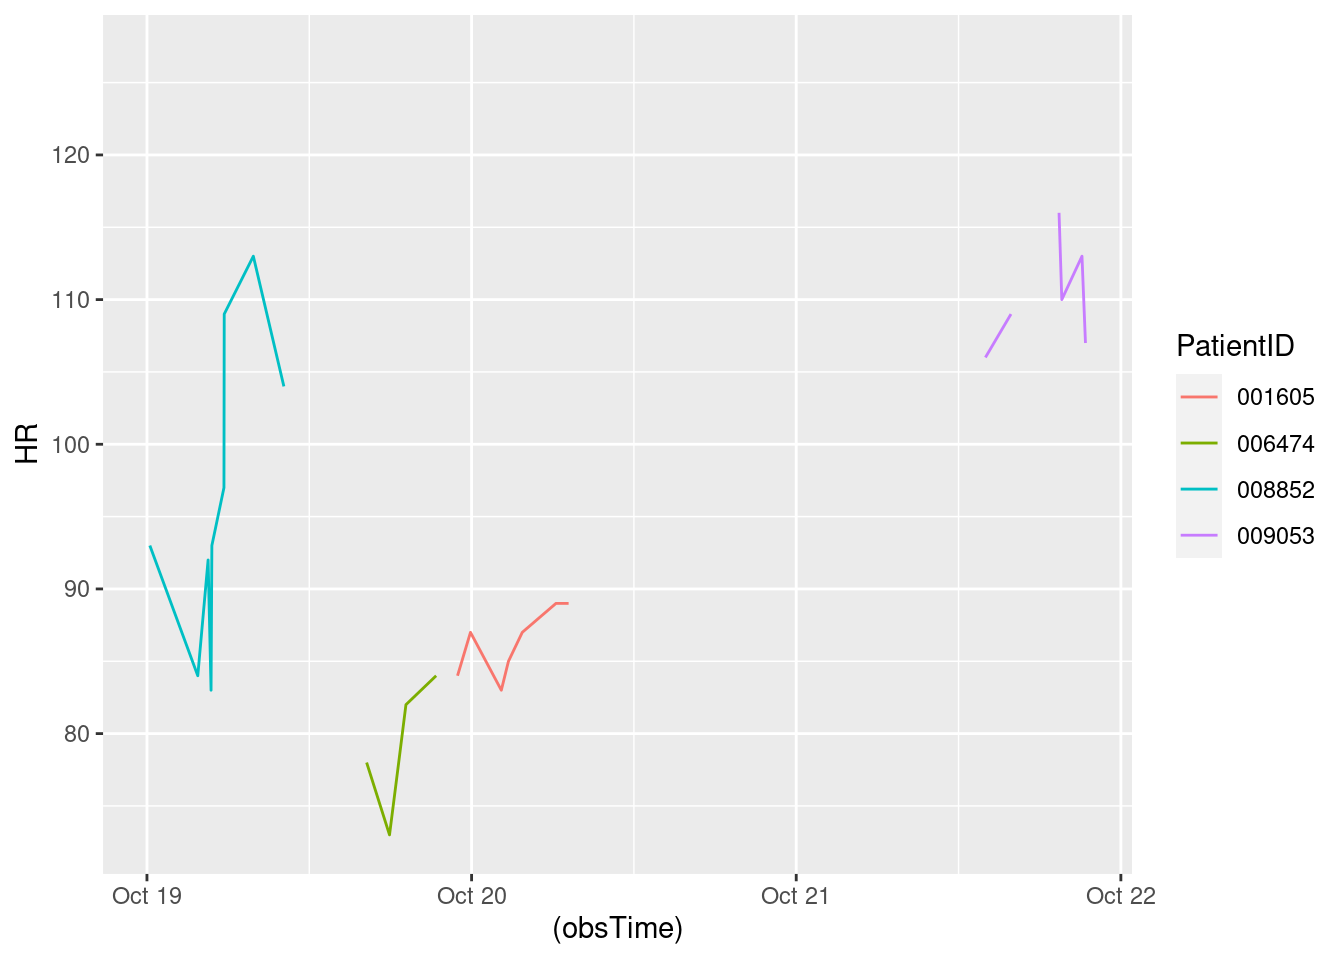 120
110
100
90
80
HR
Oct 19
Oct 20
Oct 21
Oct 22
(obsTime)
PatientID
001605
006474
008852
009053